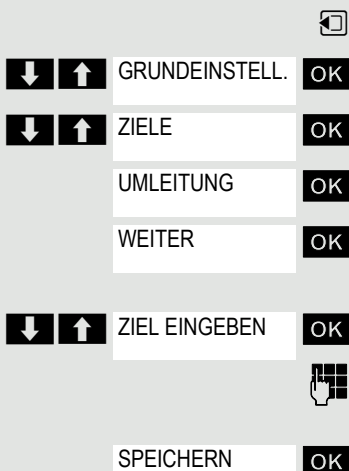 GRUNDEINSTELL. OK
ZIELE OK
UMLEITUNG OK
WEITER OK
ZIEL EINGEBEN OK
SPEICHERN OK